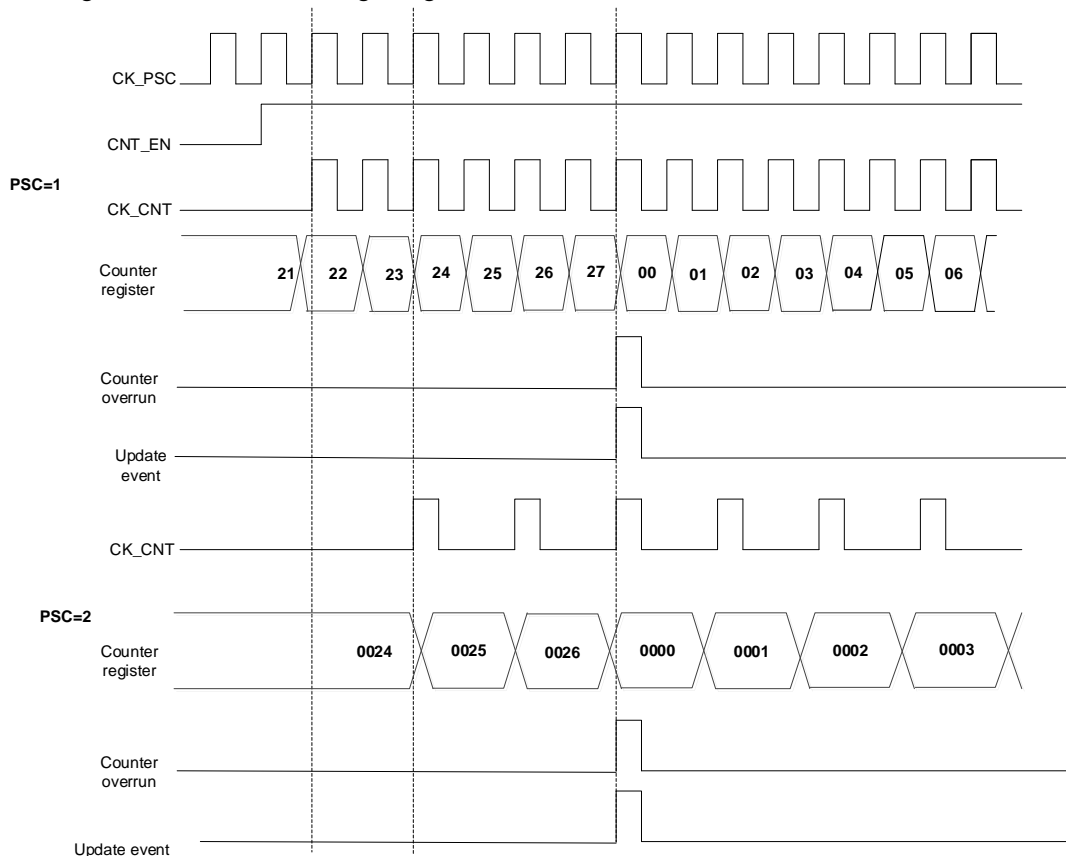 CK_PSC
CNT_EN
PSC=1
CK_CNT
Counter
register
21 22 23 24 25 26 27 00 01 02 03 04 05 06
Counter
overrun
Update
event
CK_CNT
PSC=2
Counter
register
0024 0025 0026 0000 0001 0002 0003
Counter
overrun
Update event